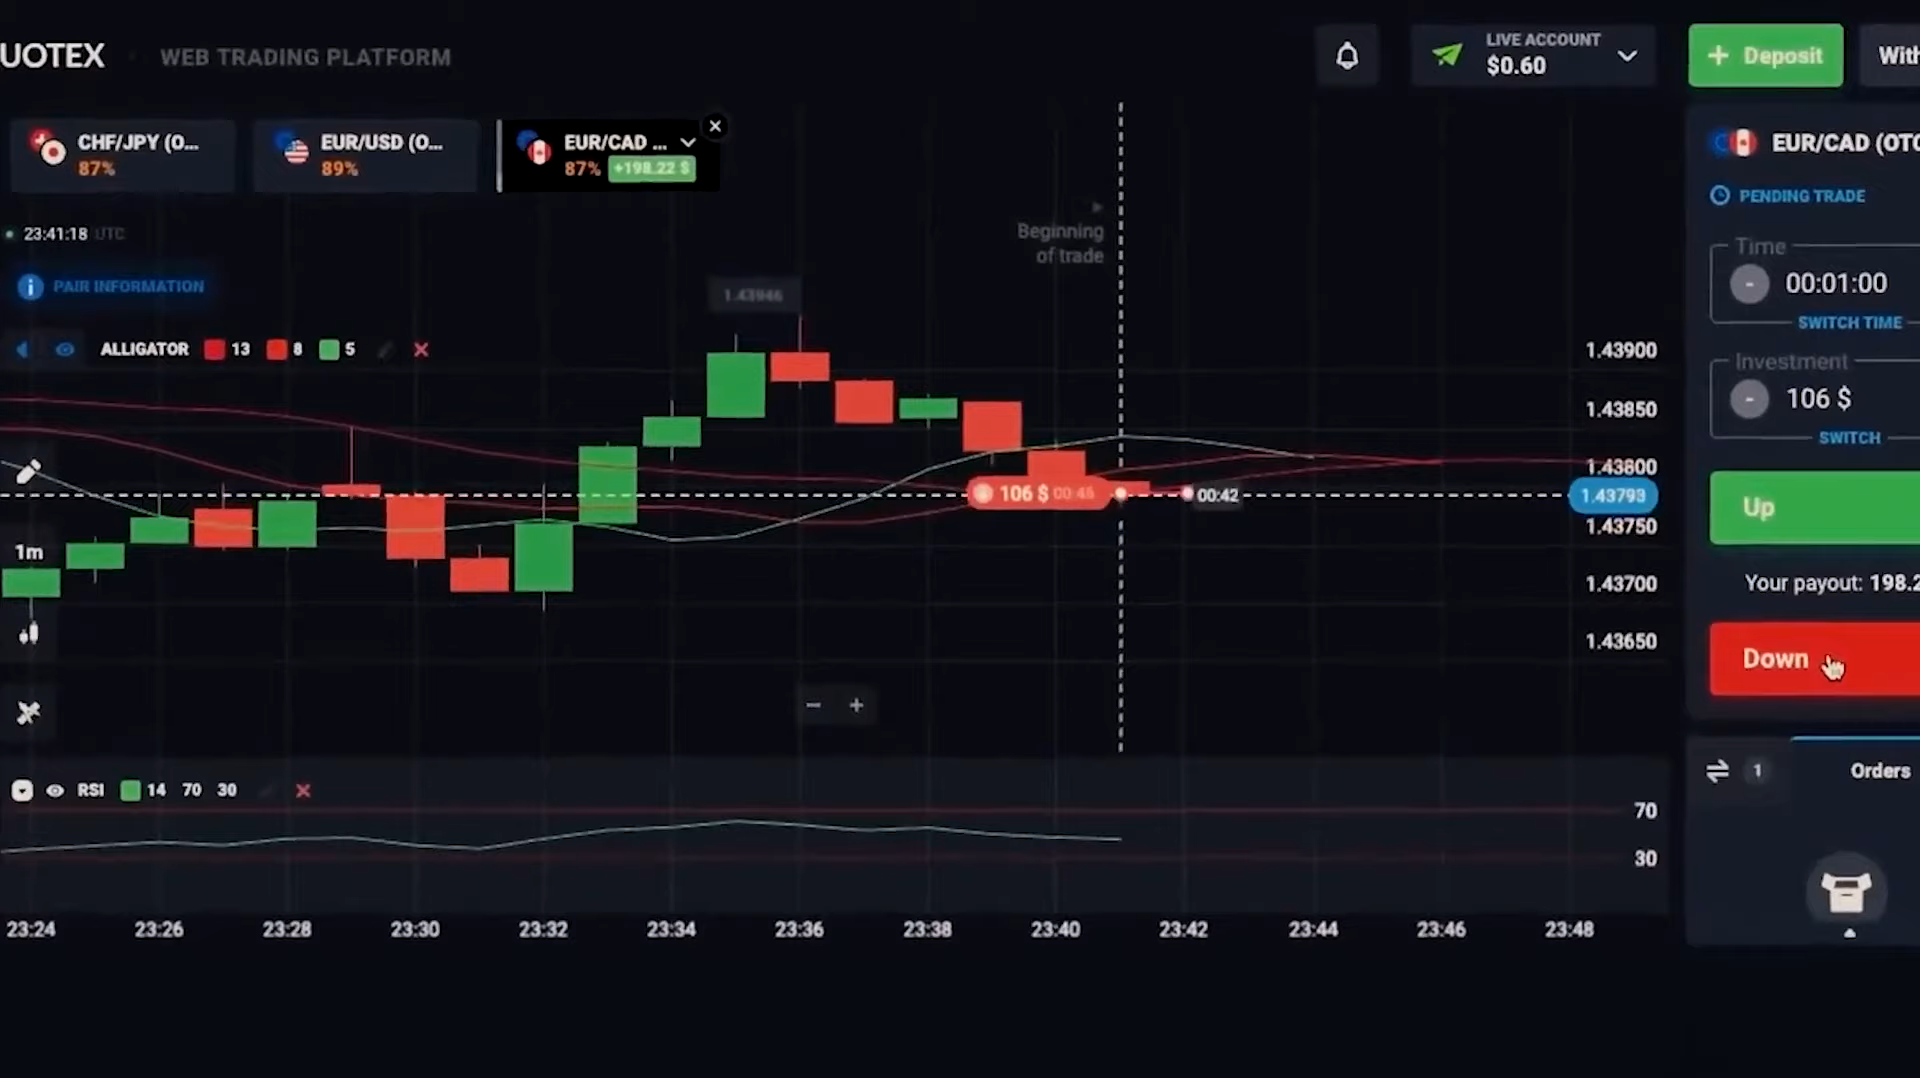 UOTEX
WEB TRADING PLATFORM
LIVE ACCOUNT
$0.60
+ Deposit
With
CHF/JPY (O...
87%
EUR/USD (O...
89%
EUR/CAD ...
87% +198.22 $
EUR/CAD (OTC
PENDING TRADE
23:41:18 UTC
Beginning
of trade
Time
- 00:01:00
SWITCH TIME
PAIR INFORMATION
1.43946
ALLIGATOR 13 8 5
Investment
- 106 $
SWITCH
1.43900
1.43850
1.43800
1.43793
1.43750
1.43700
1.43650
106 $
00:42
Up
Your payout: 198.2
Down
1m
− +
RSI 14 70 30
70
30
1 Orders
23:24 23:26 23:28 23:30 23:32 23:34 23:36 23:38 23:40 23:42 23:44 23:46 23:48